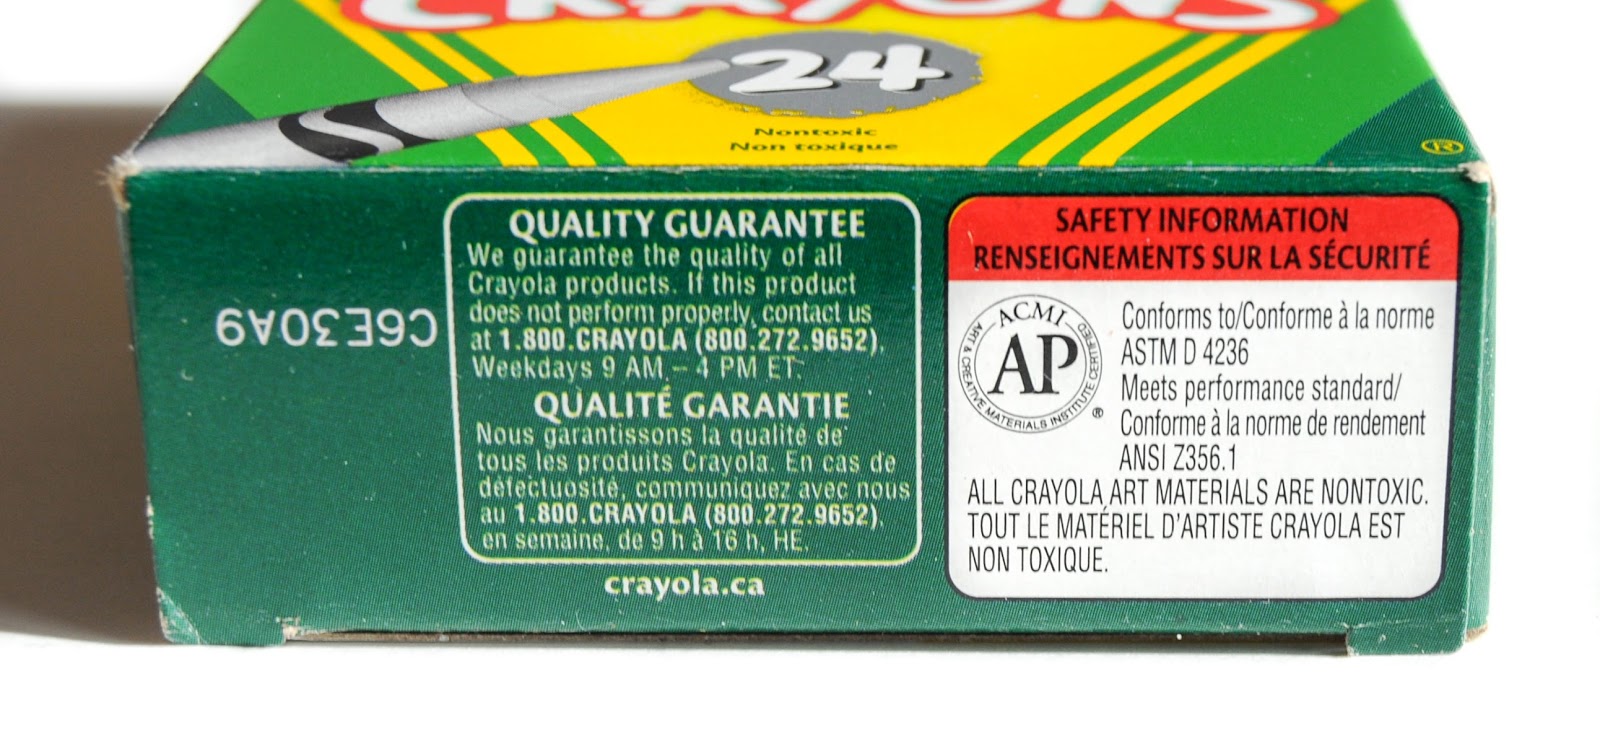 CRAYONS
24
Nontoxic
Non toxique
®
C6E30A9
QUALITY GUARANTEE
We guarantee the quality of all
Crayola products. If this product
does not perform properly, contact us
at 1.800.CRAYOLA (800.272.9652),
Weekdays 9 AM – 4 PM ET.
QUALITÉ GARANTIE
Nous garantissons la qualité de
tous les produits Crayola. En cas de
défectuosité, communiquez avec nous
au 1.800.CRAYOLA (800.272.9652),
en semaine, de 9 h à 16 h, HE.
crayola.ca
SAFETY INFORMATION
RENSEIGNEMENTS SUR LA SÉCURITÉ
ACMI
AP
ART & CREATIVE MATERIALS INSTITUTE CERTIFIED
®
Conforms to/Conforme à la norme
ASTM D 4236
Meets performance standard/
Conforme à la norme de rendement
ANSI Z356.1
ALL CRAYOLA ART MATERIALS ARE NONTOXIC.
TOUT LE MATÉRIEL D'ARTISTE CRAYOLA EST
NON TOXIQUE.